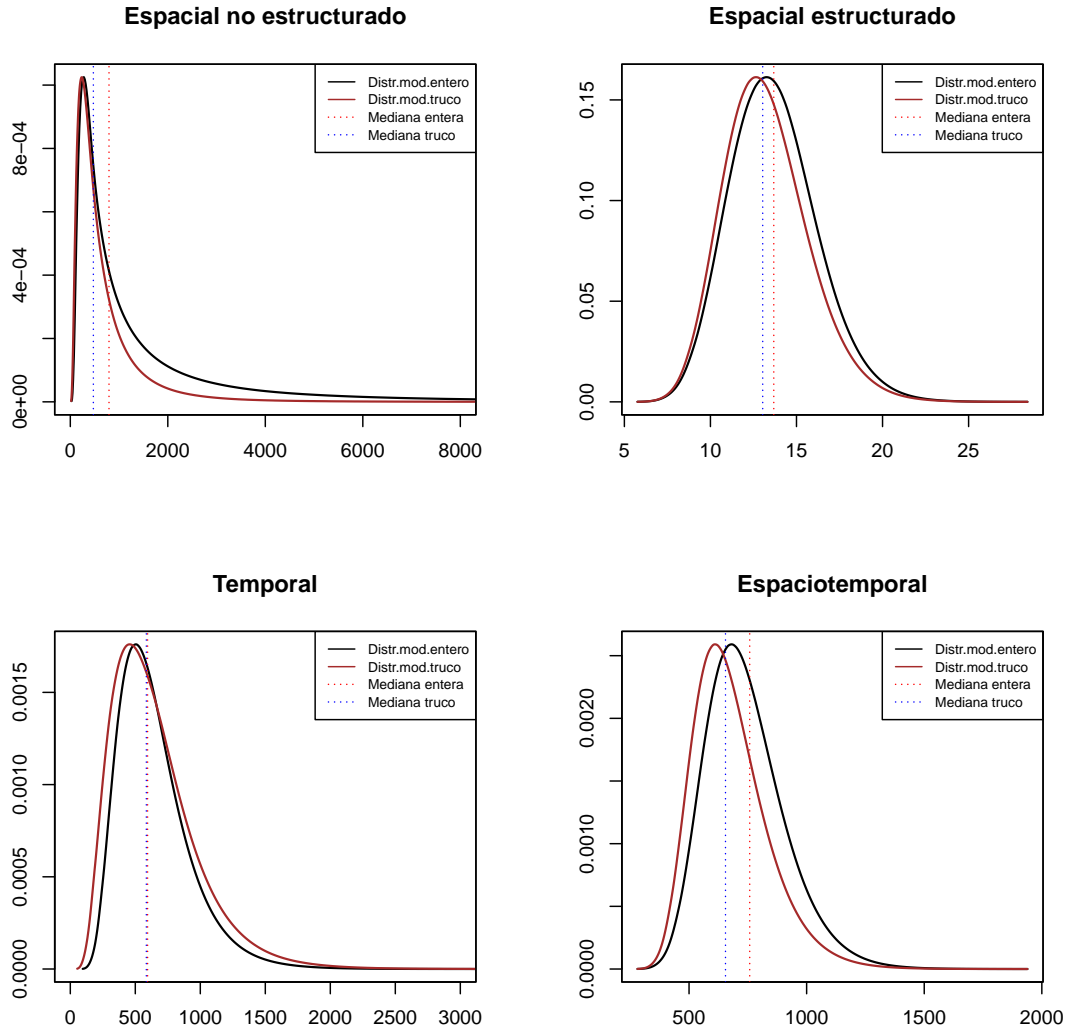 Espacial no estructurado
Distr.mod.entero
Distr.mod.truco
Mediana entera
Mediana truco
0e+00
4e−04
8e−04
0 2000 4000 6000 8000
Espacial estructurado
Distr.mod.entero
Distr.mod.truco
Mediana entera
Mediana truco
0.00
0.05
0.10
0.15
5 10 15 20 25
Temporal
Distr.mod.entero
Distr.mod.truco
Mediana entera
Mediana truco
0.0000
0.0005
0.0010
0.0015
0 500 1000 1500 2000 2500 3000
Espaciotemporal
Distr.mod.entero
Distr.mod.truco
Mediana entera
Mediana truco
0.0000
0.0010
0.0020
500 1000 1500 2000